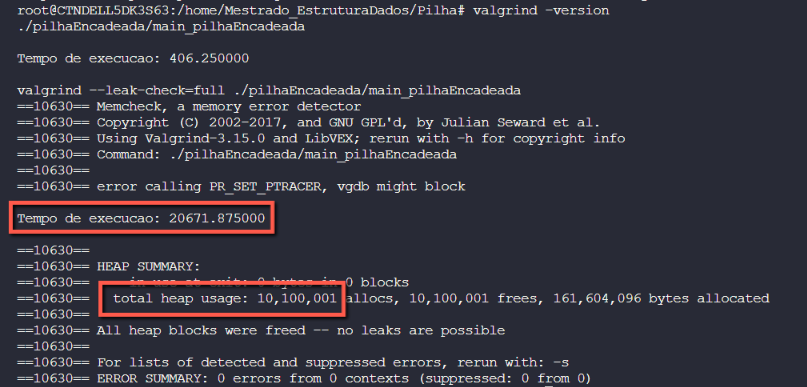 root@CTNDELL5DK3S63:/home/Mestrado_EstruturaDados/Pilha# valgrind -version
./pilhaEncadeada/main_pilhaEncadeada
Tempo de execucao: 406.250000
valgrind --leak-check=full ./pilhaEncadeada/main_pilhaEncadeada
==10630== Memcheck, a memory error detector
==10630== Copyright (C) 2002-2017, and GNU GPL'd, by Julian Seward et al.
==10630== Using Valgrind-3.15.0 and LibVEX; rerun with -h for copyright info
==10630== Command: ./pilhaEncadeada/main_pilhaEncadeada
==10630==
==10630== error calling PR_SET_PTRACER, vgdb might block
Tempo de execucao: 20671.875000
==10630==
==10630== HEAP SUMMARY:
==10630== in use at exit: 0 bytes in 0 blocks
==10630== total heap usage: 10,100,001 allocs, 10,100,001 frees, 161,604,096 bytes allocated
==10630==
==10630== All heap blocks were freed -- no leaks are possible
==10630==
==10630== For lists of detected and suppressed errors, rerun with: -s
==10630== ERROR SUMMARY: 0 errors from 0 contexts (suppressed: 0 from 0)